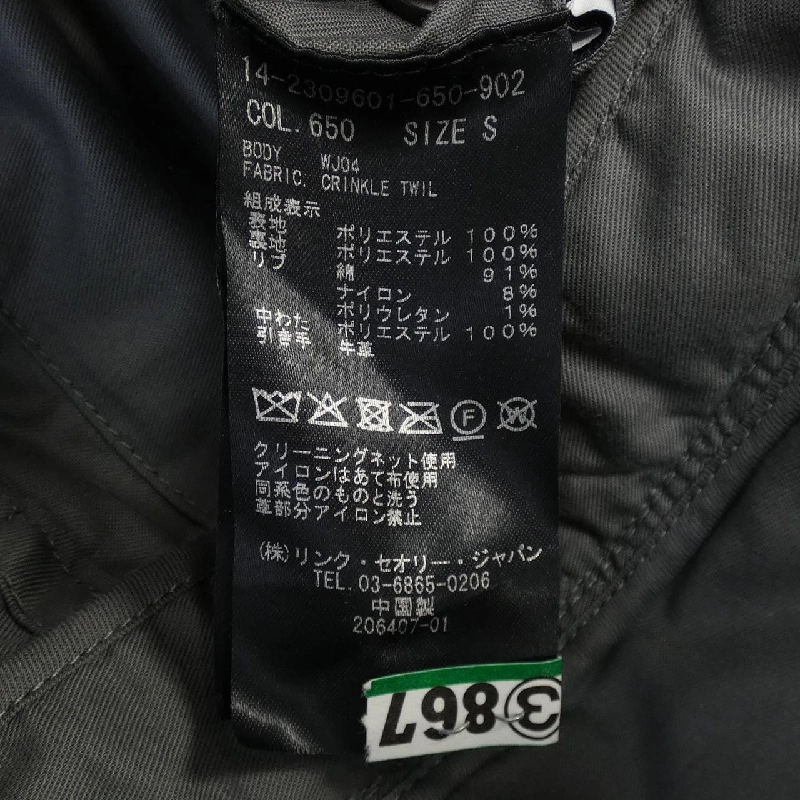 14-2309601-650-902
COL. 650 SIZE S
BODY WJ04
FABRIC. CRINKLE TWIL
組成表示
表地 ポリエステル 100%
裏地 ポリエステル 100%
リブ 綿 91%
ナイロン 8%
ポリウレタン 1%
中わた ポリエステル 100%
引き手 牛革
F W
クリーニングネット使用
アイロンはあて布使用
同系色のものと洗う
革部分アイロン禁止
(株)リンク・セオリー・ジャパン
TEL. 03-6865-0206
中国製
206407-01
③867